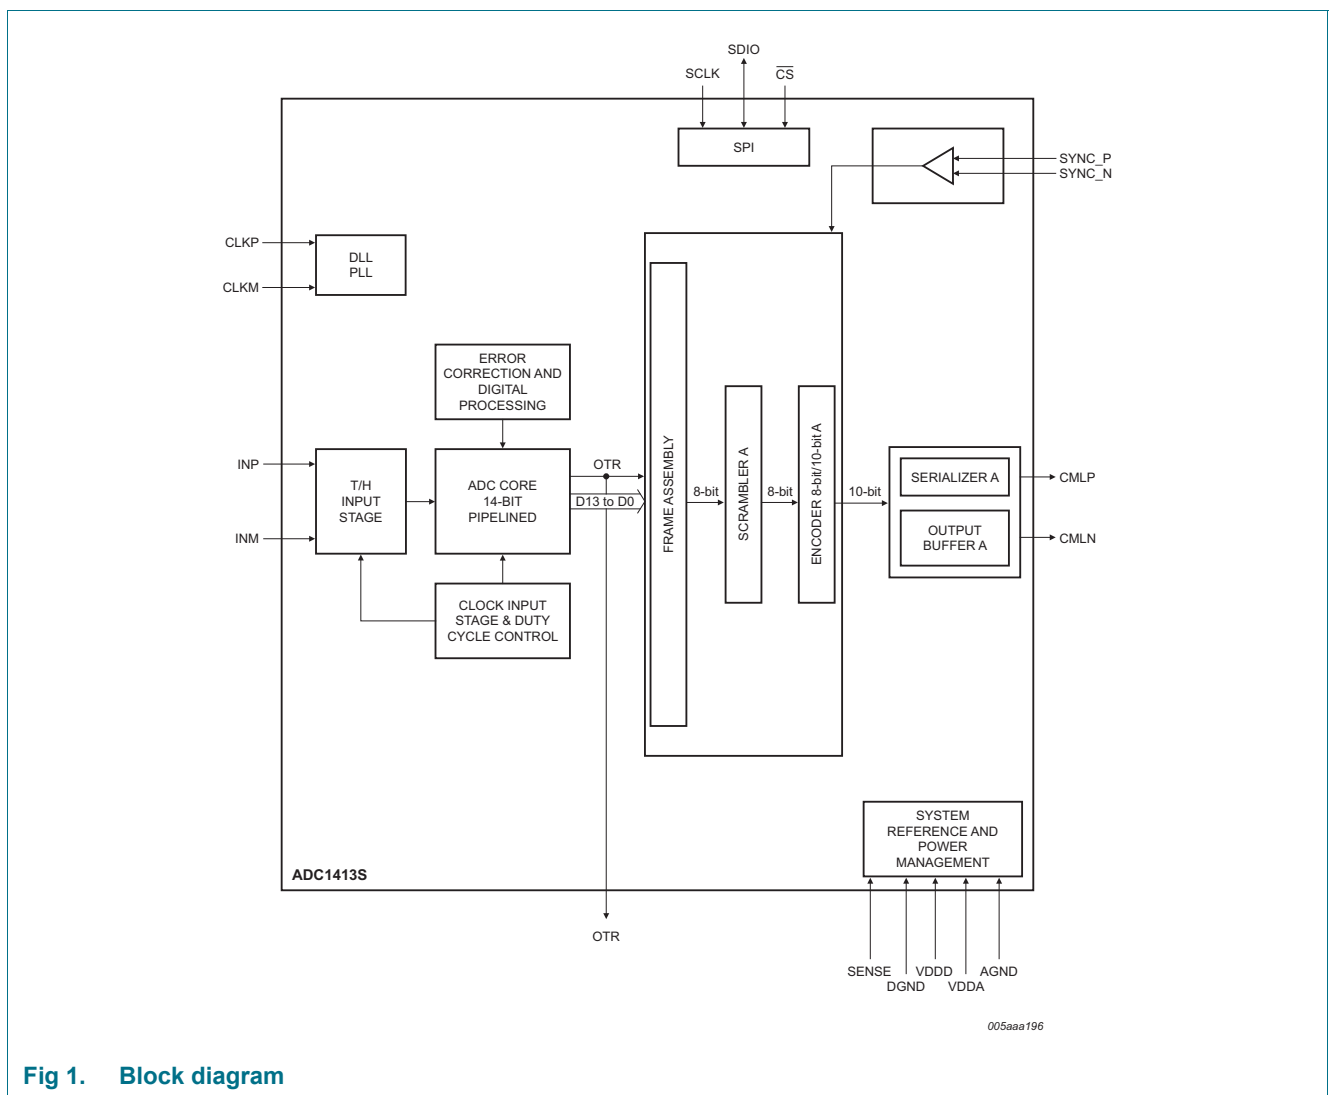 SDIO
SCLK
CS
SPI
SYNC_P
SYNC_N
CLKP
CLKM
DLL
PLL
ERROR
CORRECTION AND
DIGITAL
PROCESSING
INP
INM
T/H
INPUT
STAGE
ADC CORE
14-BIT
PIPELINED
OTR
D13 to D0
CLOCK INPUT
STAGE & DUTY
CYCLE CONTROL
FRAME ASSEMBLY
8-bit
SCRAMBLER A
8-bit
ENCODER 8-bit/10-bit A
10-bit
SERIALIZER A
OUTPUT
BUFFER A
CMLP
CMLN
SYSTEM
REFERENCE AND
POWER
MANAGEMENT
ADC1413S
OTR
SENSE
DGND
VDDD
VDDA
AGND
005aaa196
Fig 1. Block diagram